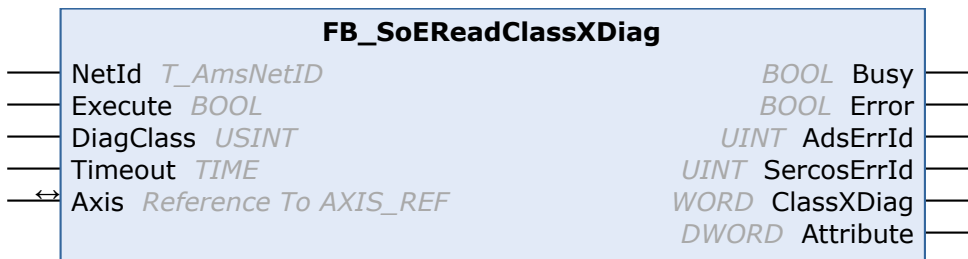 FB_SoEReadClassXDiag
NetId T_AmsNetID BOOL Busy
Execute BOOL BOOL Error
DiagClass USINT UINT AdsErrId
Timeout TIME UINT SercosErrId
↔ Axis Reference To AXIS_REF WORD ClassXDiag
DWORD Attribute